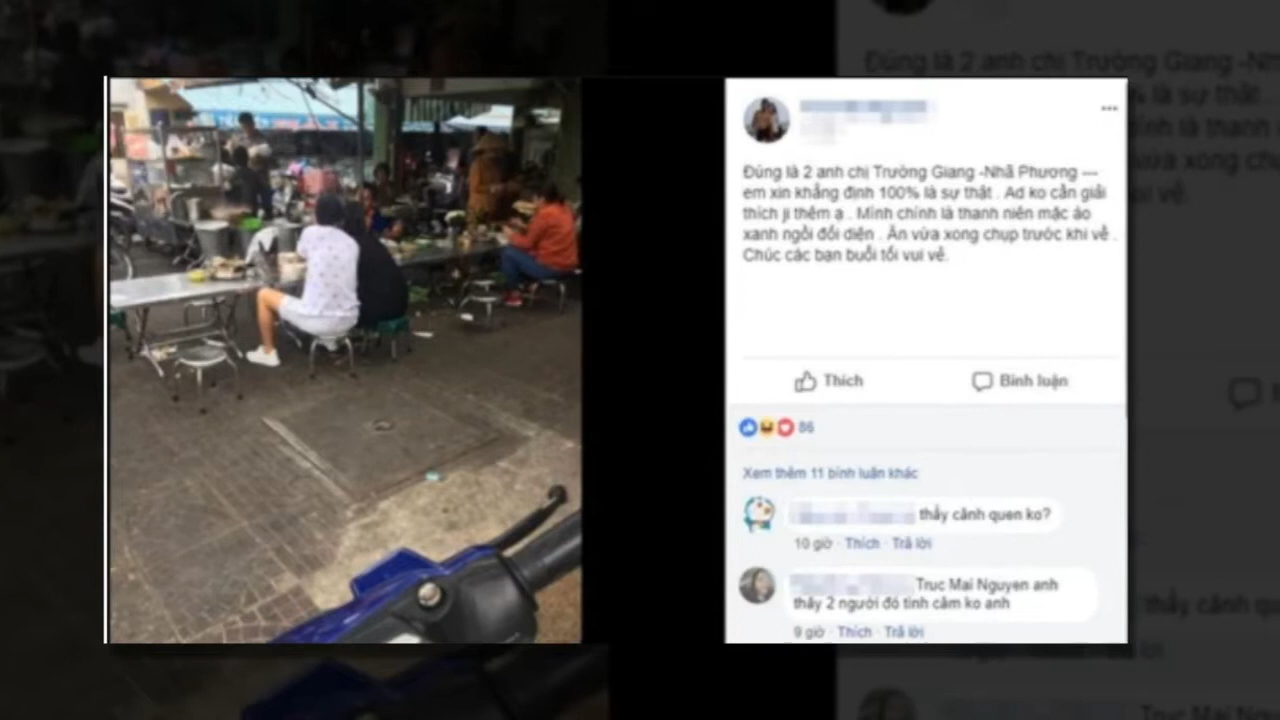 Đúng là 2 anh chị Trường Giang -Nhã Phương ---
em xin khẳng định 100% là sự thật . Ad ko cần giải
thích ji thêm ạ . Mình chính là thanh niên mặc áo
xanh ngồi đối diện . Ăn vừa xong chụp trước khi về .
Chúc các bạn buổi tối vui vẻ.
Thích
Bình luận
86
Xem thêm 11 bình luận khác
thấy cảnh quen ko?
10 giờ · Thích · Trả lời
Truc Mai Nguyen anh
thấy 2 người đó tình cảm ko anh
9 giờ · Thích · Trả lời